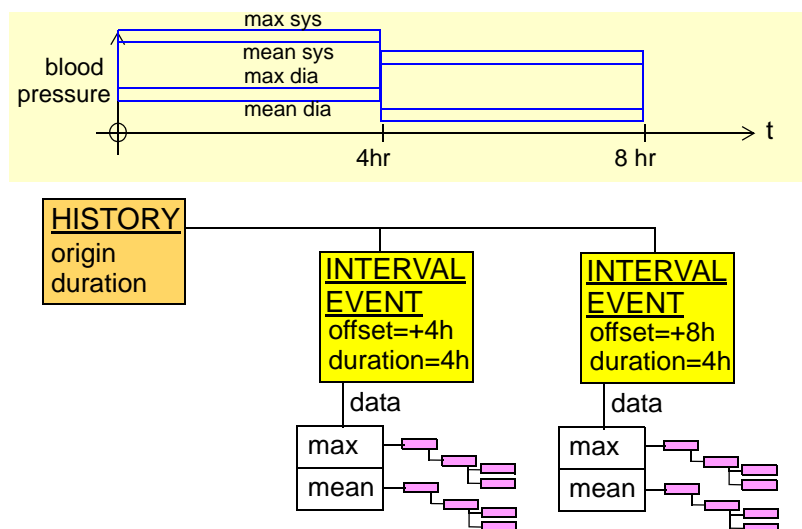 max sys
mean sys
blood
pressure
max dia
mean dia
t
4hr
8 hr
HISTORY
origin
duration
INTERVAL
EVENT
offset=+4h
duration=4h
data
max
mean
INTERVAL
EVENT
offset=+8h
duration=4h
data
max
mean